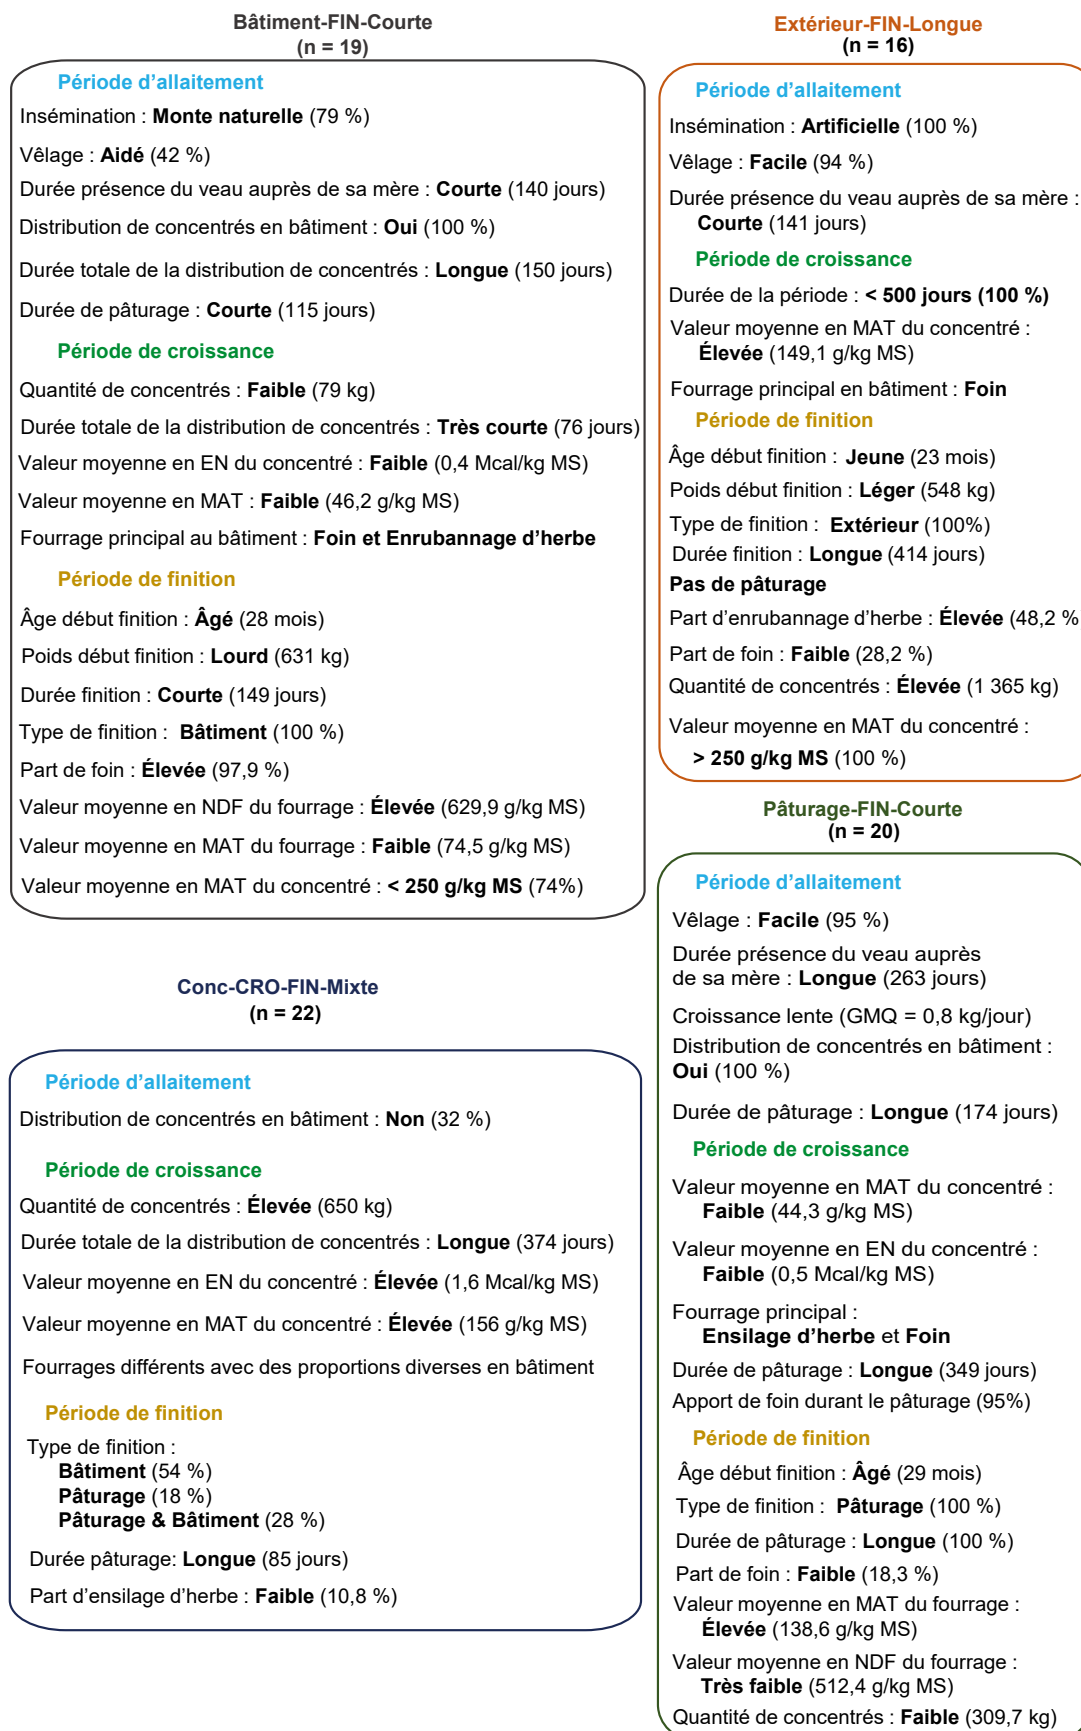 Bâtiment-FIN-Courte
(n = 19)
Période d'allaitement
Insémination : Monte naturelle (79 %)
Vêlage : Aidé (42 %)
Durée présence du veau auprès de sa mère : Courte (140 jours)
Distribution de concentrés en bâtiment : Oui (100 %)
Durée totale de la distribution de concentrés : Longue (150 jours)
Durée de pâturage : Courte (115 jours)
Période de croissance
Quantité de concentrés : Faible (79 kg)
Durée totale de la distribution de concentrés : Très courte (76 jours)
Valeur moyenne en EN du concentré : Faible (0,4 Mcal/kg MS)
Valeur moyenne en MAT : Faible (46,2 g/kg MS)
Fourrage principal au bâtiment : Foin et Enrubannage d'herbe
Période de finition
Âge début finition : Âgé (28 mois)
Poids début finition : Lourd (631 kg)
Durée finition : Courte (149 jours)
Type de finition : Bâtiment (100 %)
Part de foin : Élevée (97,9 %)
Valeur moyenne en NDF du fourrage : Élevée (629,9 g/kg MS)
Valeur moyenne en MAT du fourrage : Faible (74,5 g/kg MS)
Valeur moyenne en MAT du concentré : < 250 g/kg MS (74%)
Extérieur-FIN-Longue
(n = 16)
Période d'allaitement
Insémination : Artificielle (100 %)
Vêlage : Facile (94 %)
Durée présence du veau auprès de sa mère :
Courte (141 jours)
Période de croissance
Durée de la période : < 500 jours (100 %)
Valeur moyenne en MAT du concentré :
Élevée (149,1 g/kg MS)
Fourrage principal en bâtiment : Foin
Période de finition
Âge début finition : Jeune (23 mois)
Poids début finition : Léger (548 kg)
Type de finition : Extérieur (100%)
Durée finition : Longue (414 jours)
Pas de pâturage
Part d'enrubannage d'herbe : Élevée (48,2 %
Part de foin : Faible (28,2 %)
Quantité de concentrés : Élevée (1 365 kg)
Valeur moyenne en MAT du concentré :
> 250 g/kg MS (100 %)
Conc-CRO-FIN-Mixte
(n = 22)
Période d'allaitement
Distribution de concentrés en bâtiment : Non (32 %)
Période de croissance
Quantité de concentrés : Élevée (650 kg)
Durée totale de la distribution de concentrés : Longue (374 jours)
Valeur moyenne en EN du concentré : Élevée (1,6 Mcal/kg MS)
Valeur moyenne en MAT du concentré : Élevée (156 g/kg MS)
Fourrages différents avec des proportions diverses en bâtiment
Période de finition
Type de finition :
Bâtiment (54 %)
Pâturage (18 %)
Pâturage & Bâtiment (28 %)
Durée pâturage: Longue (85 jours)
Part d'ensilage d'herbe : Faible (10,8 %)
Pâturage-FIN-Courte
(n = 20)
Période d'allaitement
Vêlage : Facile (95 %)
Durée présence du veau auprès
de sa mère : Longue (263 jours)
Croissance lente (GMQ = 0,8 kg/jour)
Distribution de concentrés en bâtiment :
Oui (100 %)
Durée de pâturage : Longue (174 jours)
Période de croissance
Valeur moyenne en MAT du concentré :
Faible (44,3 g/kg MS)
Valeur moyenne en EN du concentré :
Faible (0,5 Mcal/kg MS)
Fourrage principal :
Ensilage d'herbe et Foin
Durée de pâturage : Longue (349 jours)
Apport de foin durant le pâturage (95%)
Période de finition
Âge début finition : Âgé (29 mois)
Type de finition : Pâturage (100 %)
Durée de pâturage : Longue (100 %)
Part de foin : Faible (18,3 %)
Valeur moyenne en MAT du fourrage :
Élevée (138,6 g/kg MS)
Valeur moyenne en NDF du fourrage :
Très faible (512,4 g/kg MS)
Quantité de concentrés : Faible (309,7 kg)